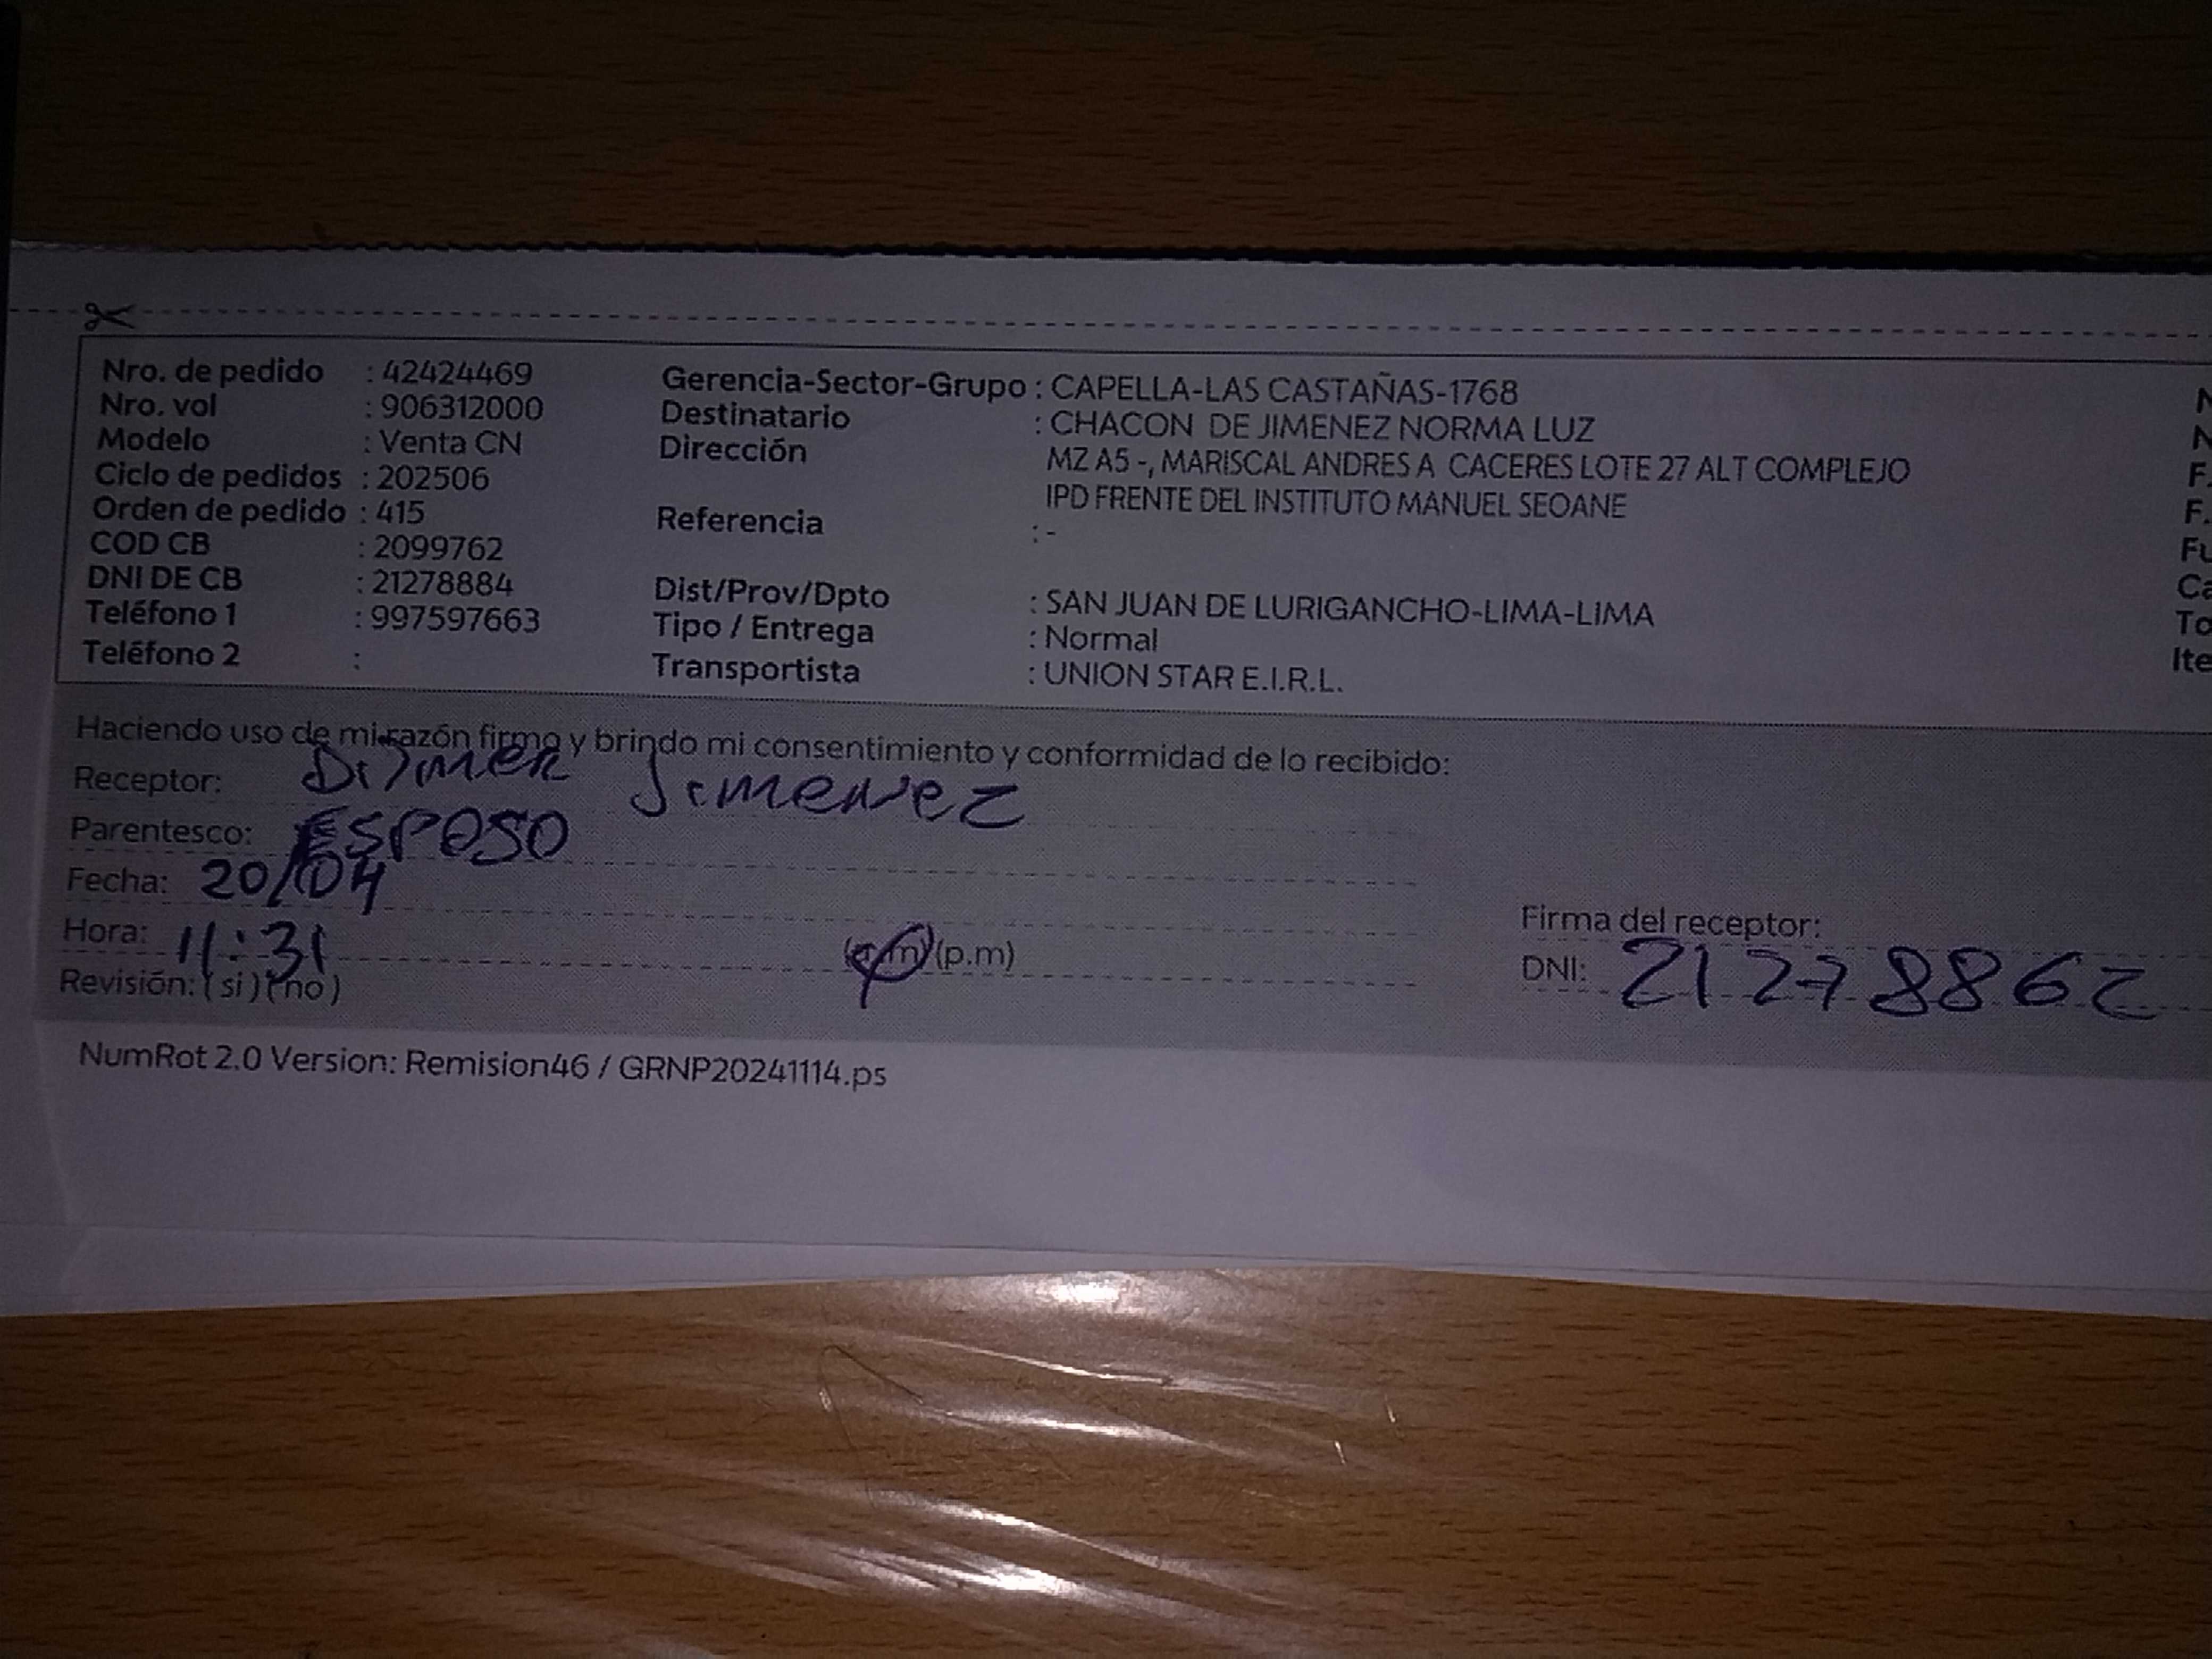 Nro. de pedido : 42424469
Nro. vol : 906312000
Modelo : Venta CN
Ciclo de pedidos : 202506
Orden de pedido : 415
COD CB : 2099762
DNI DE CB : 21278884
Teléfono 1 : 997597663
Teléfono 2 :
Gerencia-Sector-Grupo : CAPELLA-LAS CASTAÑAS-1768
Destinatario : CHACON DE JIMENEZ NORMA LUZ
Dirección MZ A5 -, MARISCAL ANDRES A CACERES LOTE 27 ALT COMPLEJO
IPD FRENTE DEL INSTITUTO MANUEL SEOANE
Referencia : -
Dist/Prov/Dpto : SAN JUAN DE LURIGANCHO-LIMA-LIMA
Tipo / Entrega : Normal
Transportista : UNION STAR E.I.R.L.
N
N
F.
F.
Fu
Ca
To
Ite
Haciendo uso de mi razón firmo y brindo mi consentimiento y conformidad de lo recibido:
Receptor: Jimenez
Parentesco: ESPOSO
Fecha: 20/04
Hora: 11:31 (a.m) (p.m)
Revisión: ( si ) ( no )
Firma del receptor:
DNI: 21278862
NumRot 2.0 Version: Remision46 / GRNP20241114.ps